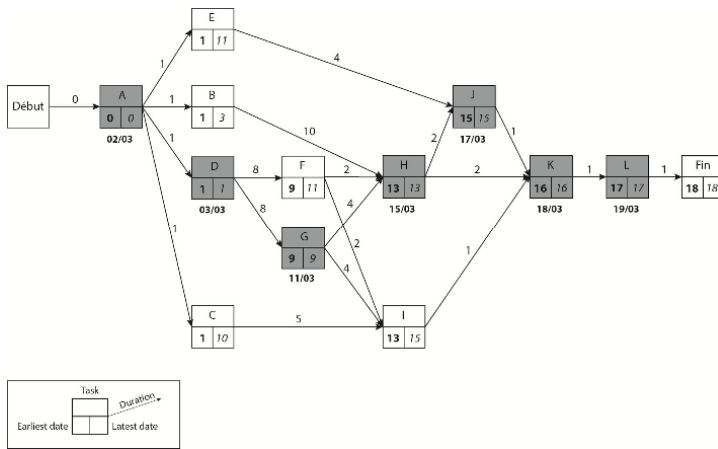 E
1 11
1
4
Début
0
A
0 0
02/03
1
B
1 3
10
J
15 15
17/03
1
1
D
1 1
03/03
8
F
9 11
2
H
13 13
15/03
2
2
K
16 16
18/03
1
L
17 17
19/03
1
Fin
18 18
8
G
9 9
11/03
4
2
4
1
1
C
1 10
5
I
13 15
Task
Duration
Earliest date
Latest date